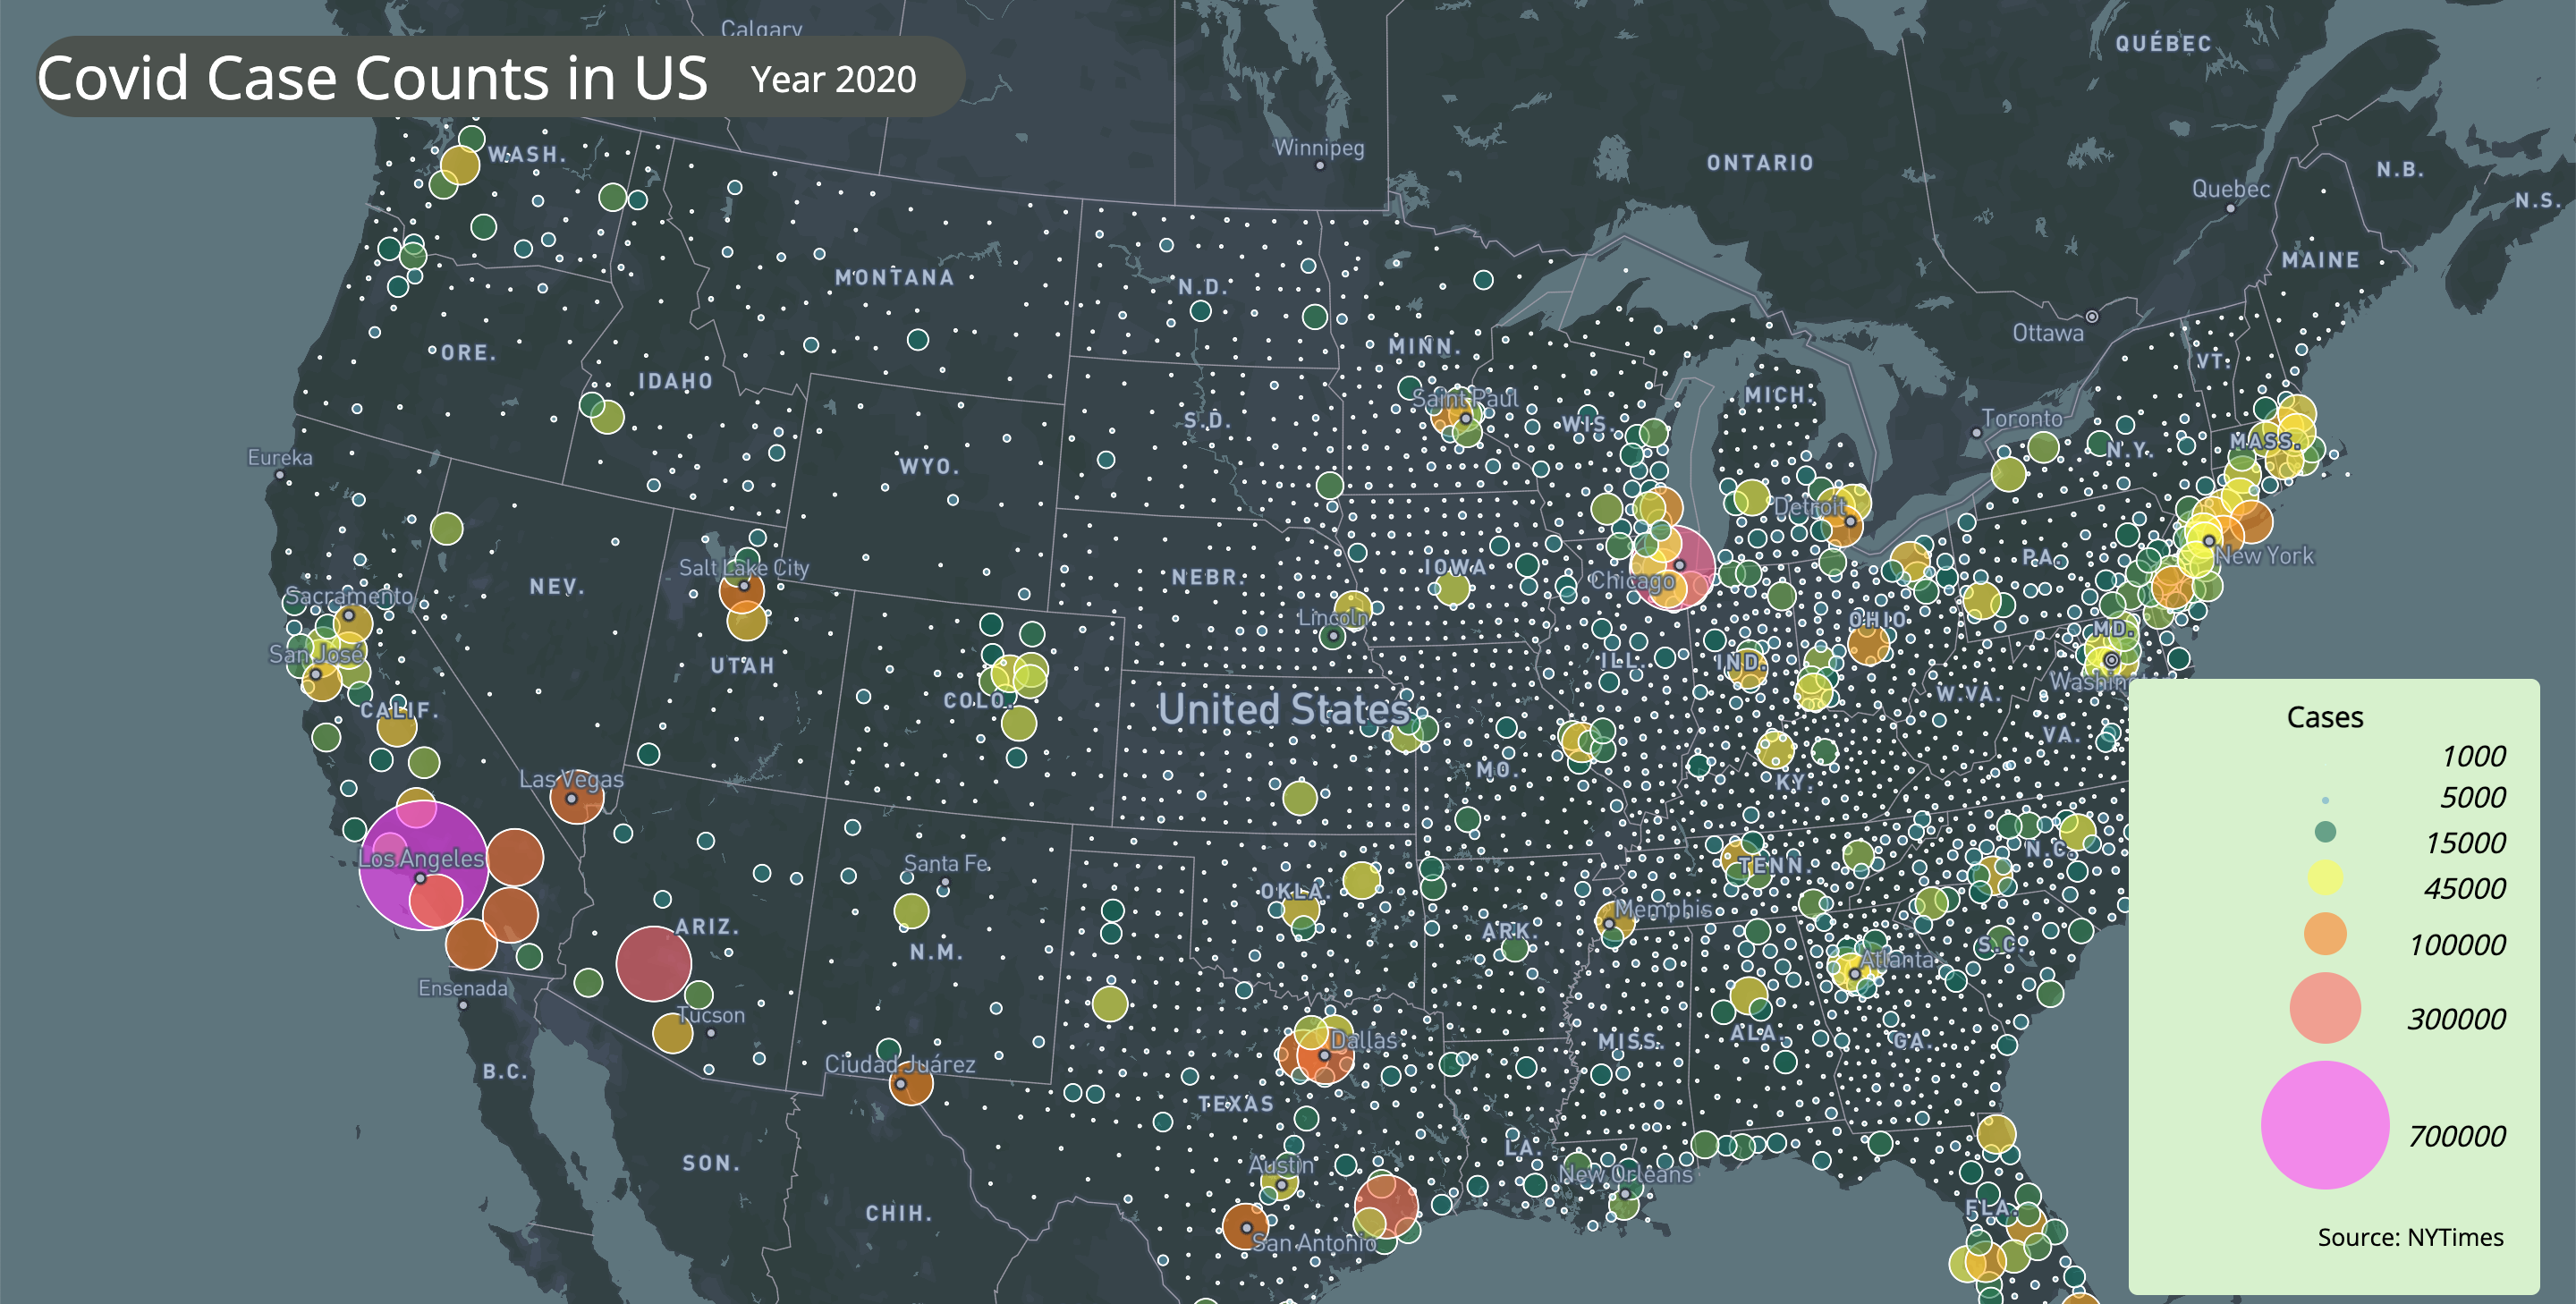 Calgary
Covid Case Counts in US Year 2020
QUÉBEC
WASH.
Winnipeg
ONTARIO
N.B.
Quebec
N.S.
MAINE
MONTANA
N.D.
Ottawa
ORE.
MINN.
VT.
IDAHO
Saint Paul
MICH.
S.D.
WIS.
Toronto
MASS.
N.Y.
Eureka
WYO.
Detroit
New York
PA.
Salt Lake City
IOWA
NEBR.
Chicago
NEV.
Sacramento
Lincoln
OHIO
MD.
San José
UTAH
ILL.
IND.
Washingt
COLO.
W.VA.
CALIF.
United States
VA.
MO.
KY.
Las Vegas
Los Angeles
Santa Fe
TENN.
N.C.
OKLA.
Memphis
ARIZ.
ARK.
S.C.
N.M.
Atlanta
Ensenada
Tucson
Dallas
MISS.
ALA.
GA.
B.C.
Ciudad Juárez
TEXAS
LA.
SON.
Austin
New Orleans
CHIH.
FLA.
San Antonio
Cases
1000
5000
15000
45000
100000
300000
700000
Source: NYTimes